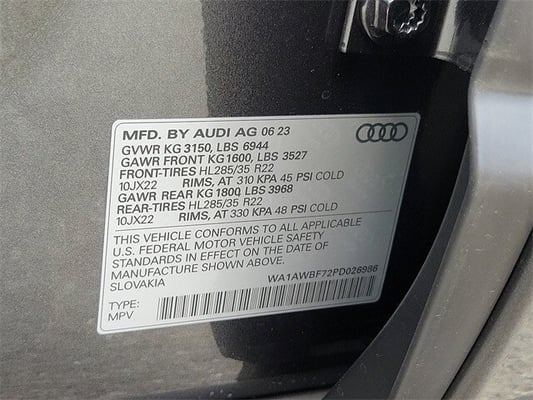 MFD. BY AUDI AG 06 23
GVWR KG 3150, LBS 6944
GAWR FRONT KG1600, LBS 3527
FRONT-TIRES HL285/35 R22
10JX22 RIMS, AT 310 KPA 45 PSI COLD
GAWR REAR KG 1800 LBS 3968
REAR-TIRES HL285/35 R22
10JX22 RIMS, AT 330 KPA 48 PSI COLD
THIS VEHICLE CONFORMS TO ALL APPLICABLE
U.S. FEDERAL MOTOR VEHICLE SAFETY
STANDARDS IN EFFECT ON THE DATE OF
MANUFACTURE SHOWN ABOVE.
SLOVAKIA
WA1AWBF72PD026986
TYPE:
MPV